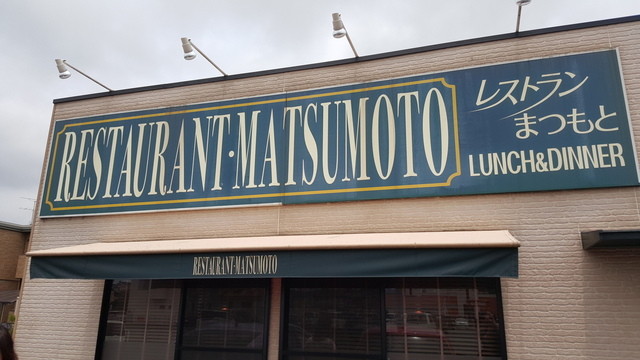 RESTAURANT·MATSUMOTO
レストラン
まつもと
LUNCH&DINNER
RESTAURANT·MATSUMOTO